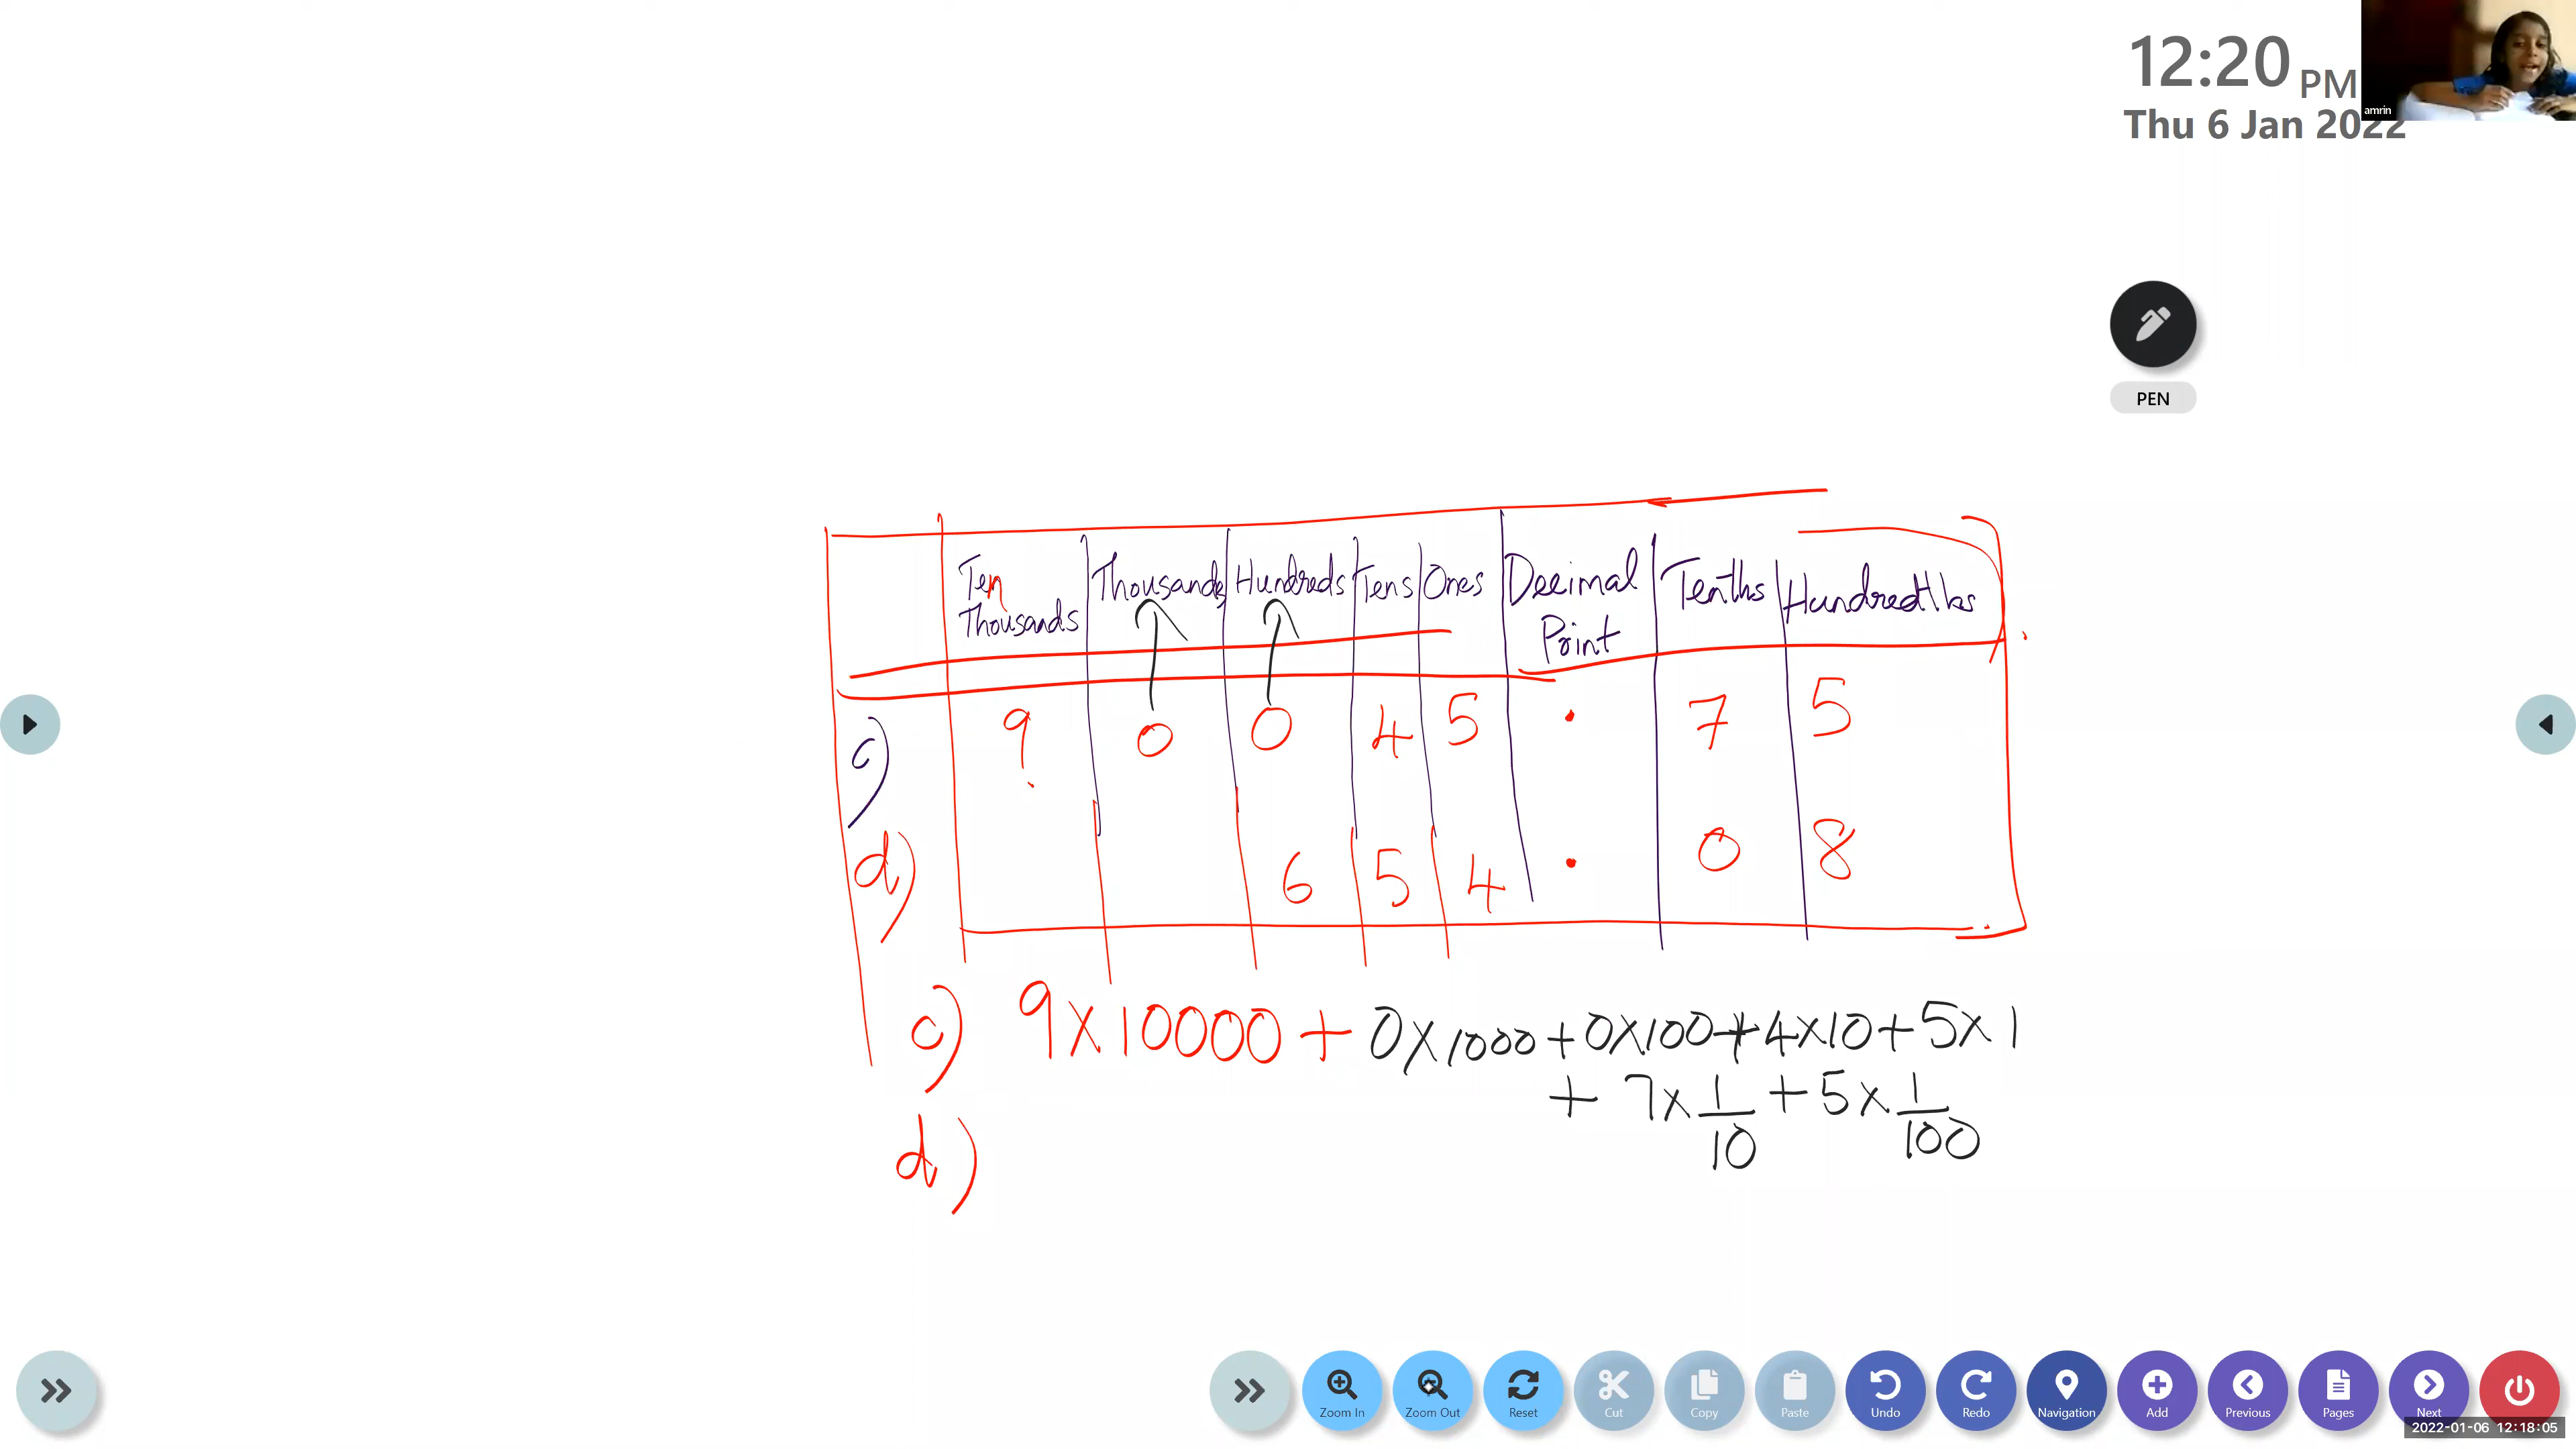 12:20 PM
Thu 6 Jan 2022
amrin
PEN
Ten Thousands Thousands Hundreds Tens Ones Decimal Point Tenths Hundredths
c) 9 0 0 4 5 . 7 5
d) 6 5 4 . 0 8
c) 9 x 10000 + 0 x 1000 + 0 x 100 + 4 x 10 + 5 x 1
+ 7 x 1/10 + 5 x 1/100
d)
Zoom In Zoom Out Reset Cut Copy Paste Undo Redo Navigation Add Previous Pages Next
2022-01-06 12:18:05